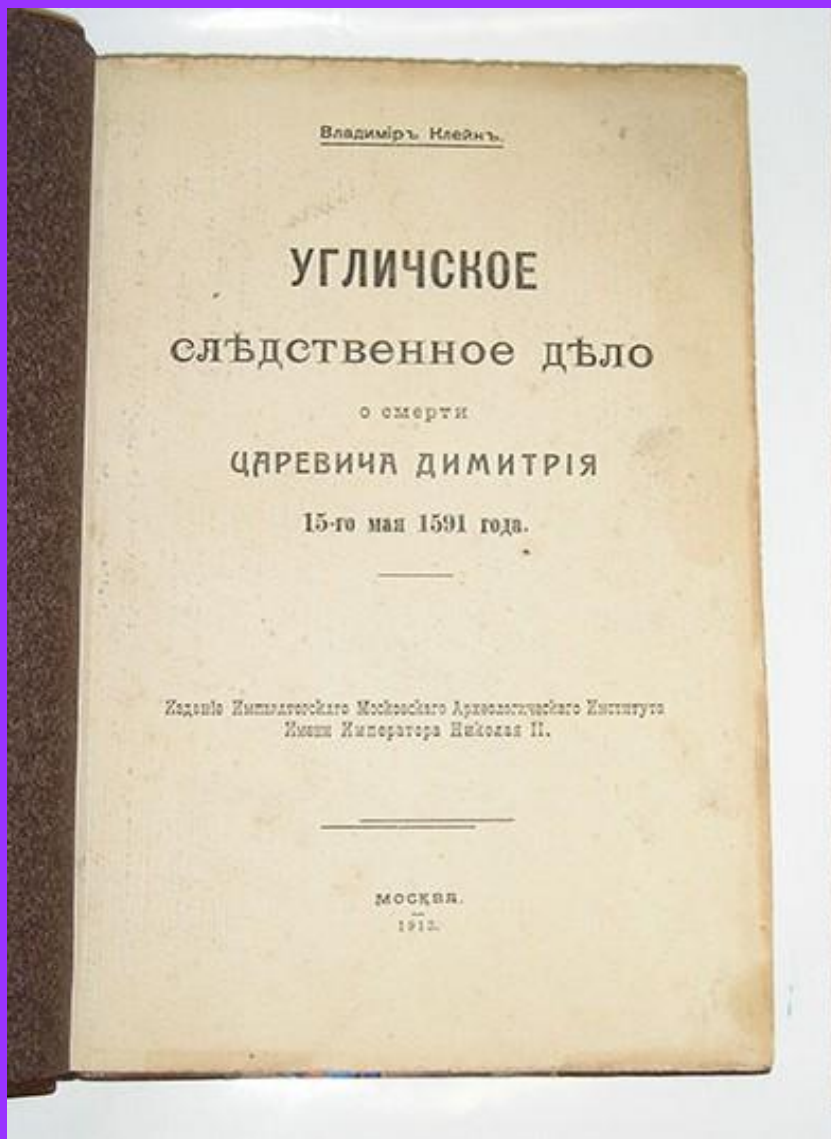 Владиміръ Клейнъ.
УГЛИЧСКОЕ
слѣдственное дѣло
о смерти
ЦАРЕВИЧА ДИМИТРІЯ
15-го мая 1591 года.
Изданіе Императорскаго Московскаго Археологическаго Института
Имени Императора Николая II.
МОСКВА.
1913.